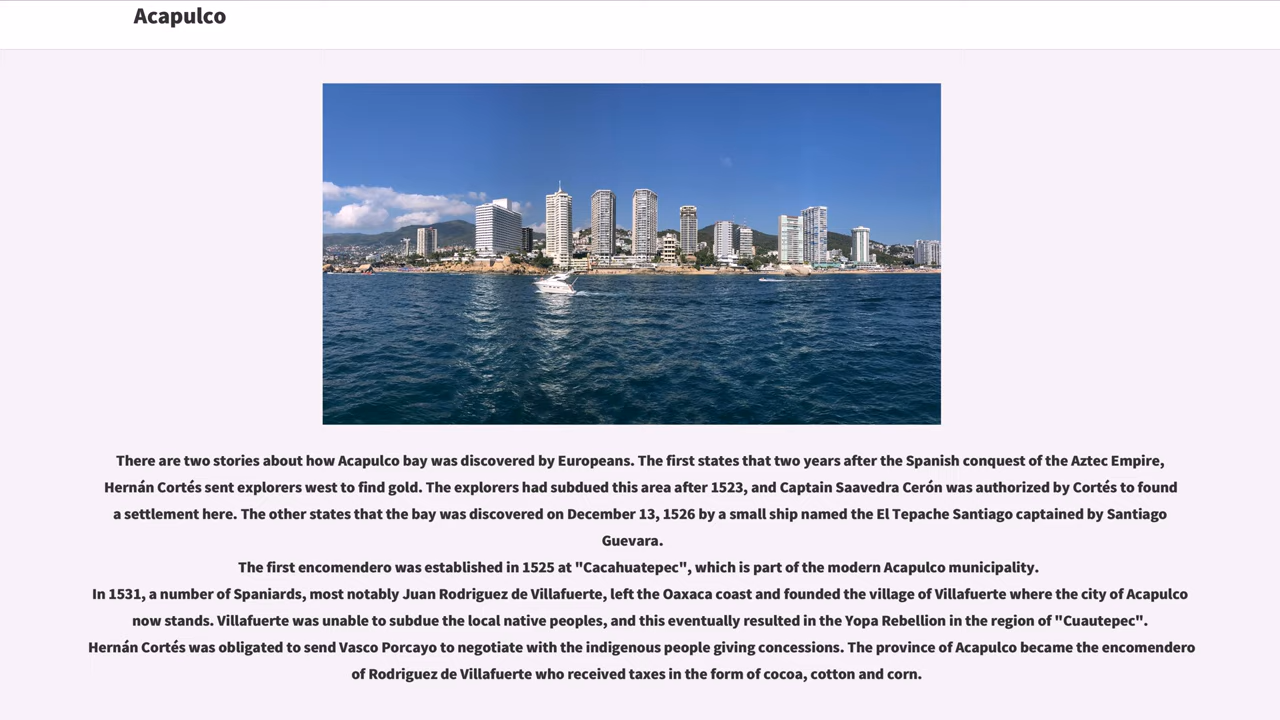 Acapulco
There are two stories about how Acapulco bay was discovered by Europeans. The first states that two years after the Spanish conquest of the Aztec Empire,
Hernán Cortés sent explorers west to find gold. The explorers had subdued this area after 1523, and Captain Saavedra Cerón was authorized by Cortés to found
a settlement here. The other states that the bay was discovered on December 13, 1526 by a small ship named the El Tepache Santiago captained by Santiago
Guevara.
The first encomendero was established in 1525 at "Cacahuatepec", which is part of the modern Acapulco municipality.
In 1531, a number of Spaniards, most notably Juan Rodriguez de Villafuerte, left the Oaxaca coast and founded the village of Villafuerte where the city of Acapulco
now stands. Villafuerte was unable to subdue the local native peoples, and this eventually resulted in the Yopa Rebellion in the region of "Cuautepec".
Hernán Cortés was obligated to send Vasco Porcayo to negotiate with the indigenous people giving concessions. The province of Acapulco became the encomendero
of Rodriguez de Villafuerte who received taxes in the form of cocoa, cotton and corn.